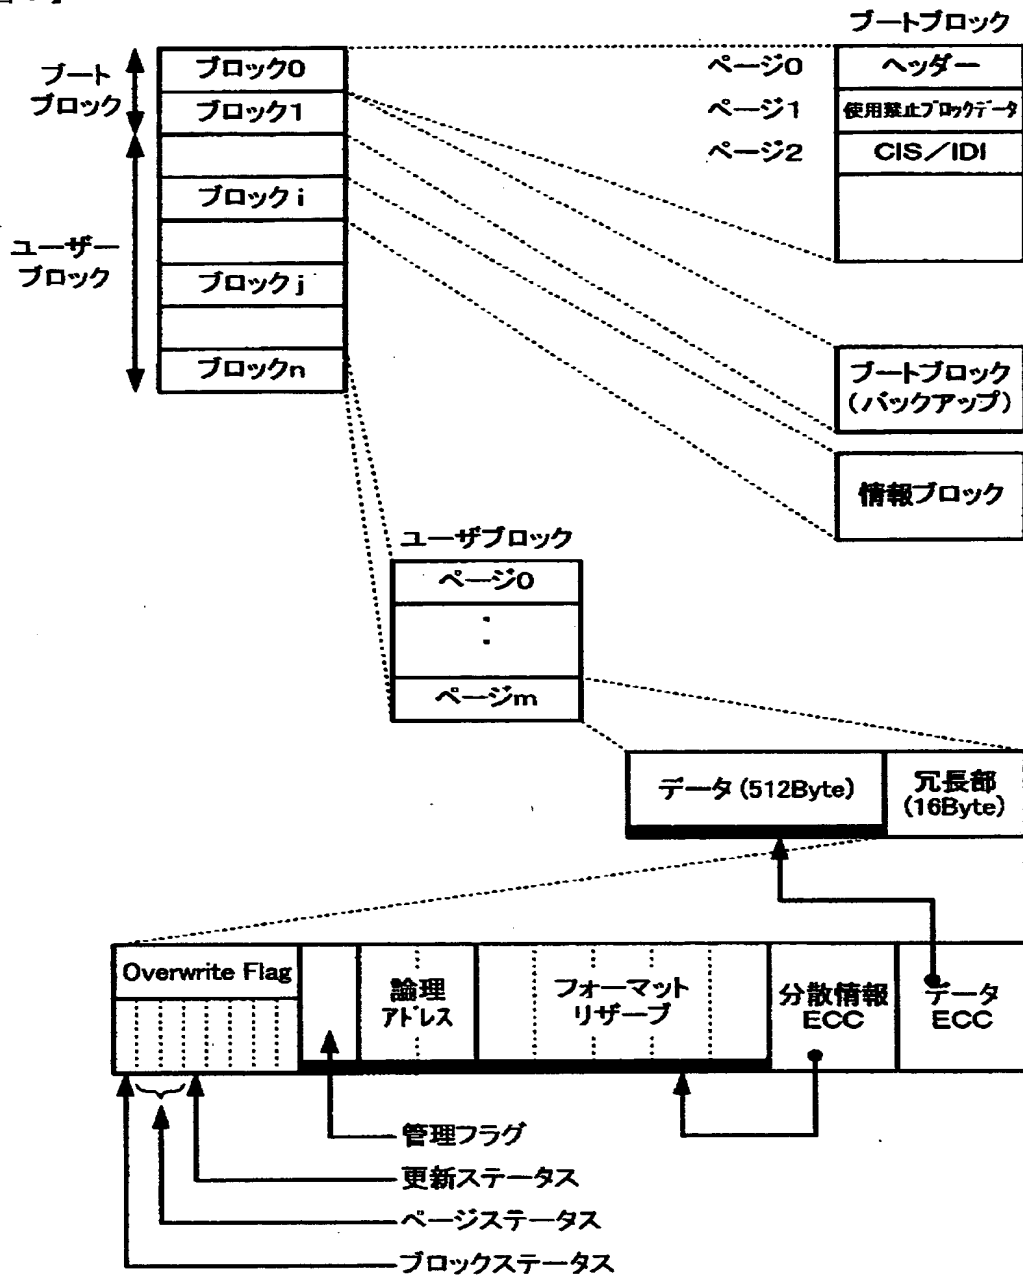 ブートブロック
ブート
ブロック
ブロック0
ブロック1
ブロックi
ブロックj
ブロックn
ユーザー
ブロック
ページ0
ヘッダー
ページ1
使用禁止ブロックデータ
ページ2
CIS/IDI
ブートブロック
(バックアップ)
情報ブロック
ユーザブロック
ページ0
ページm
データ(512Byte)
冗長部
(16Byte)
Overwrite Flag
論理
アドレス
フォーマット
リザーブ
分散情報
ECC
データ
ECC
管理フラグ
更新ステータス
ページステータス
ブロックステータス